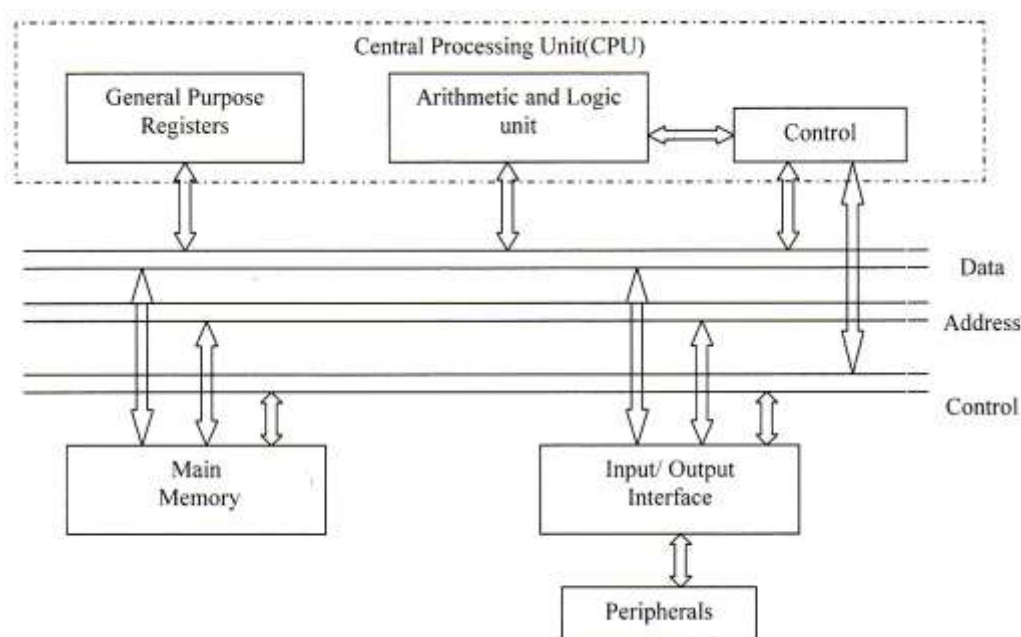 Central Processing Unit(CPU)
General Purpose
Registers
Arithmetic and Logic
unit
Control
Data
Address
Control
Main
Memory
Input/ Output
Interface
Peripherals